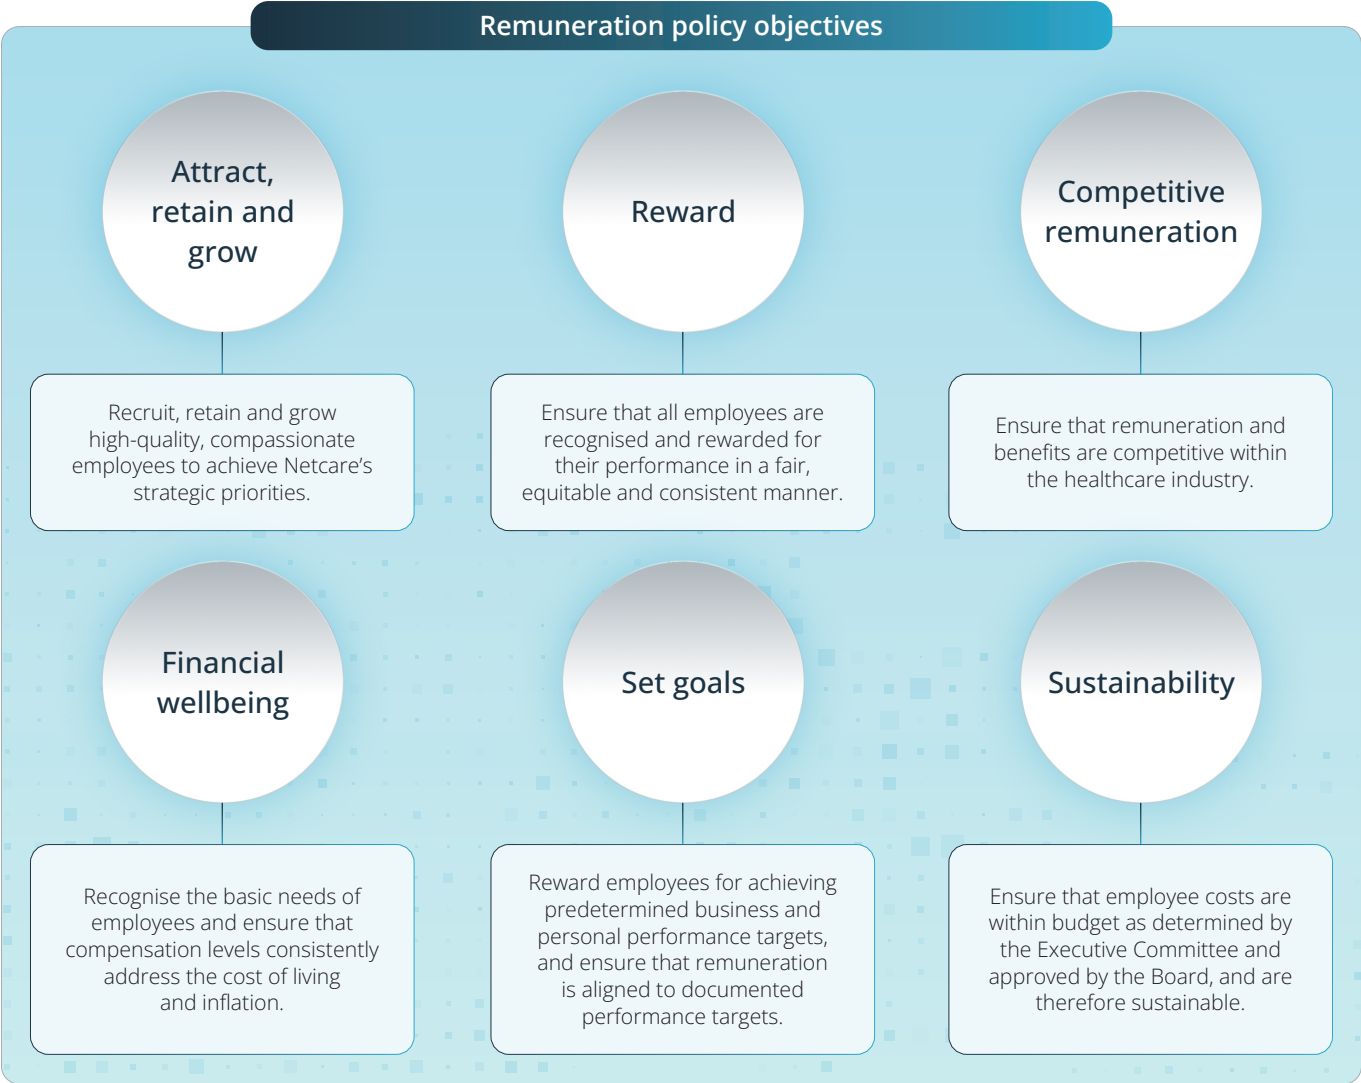 Remuneration policy objectives
Attract,
retain and
grow
Recruit, retain and grow
high-quality, compassionate
employees to achieve Netcare’s
strategic priorities.
Reward
Ensure that all employees are
recognised and rewarded for
their performance in a fair,
equitable and consistent manner.
Competitive
remuneration
Ensure that remuneration and
benefits are competitive within
the healthcare industry.
Financial
wellbeing
Recognise the basic needs of
employees and ensure that
compensation levels consistently
address the cost of living
and inflation.
Set goals
Reward employees for achieving
predetermined business and
personal performance targets,
and ensure that remuneration
is aligned to documented
performance targets.
Sustainability
Ensure that employee costs are
within budget as determined by
the Executive Committee and
approved by the Board, and are
therefore sustainable.